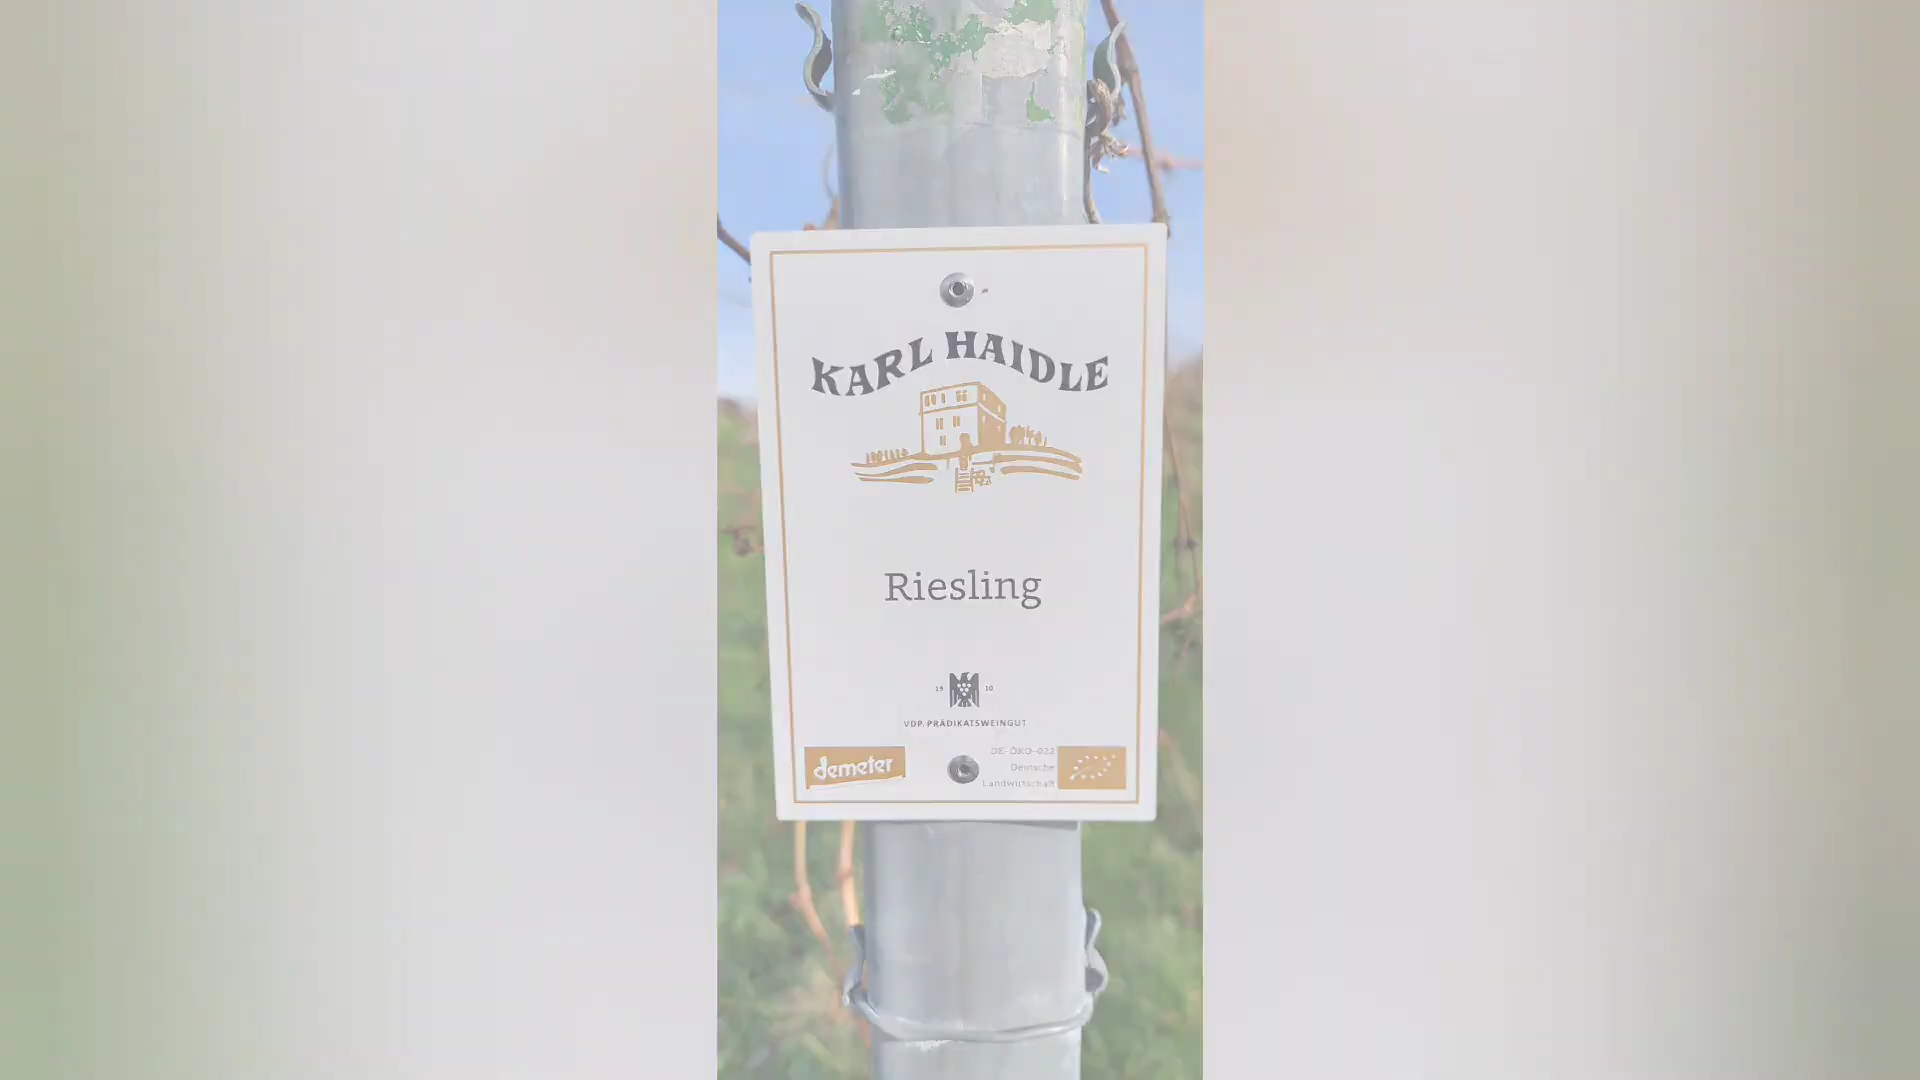 KARL HAIDLE
Riesling
19 10
VDP. PRÄDIKATSWEINGUT
demeter
DE-ÖKO-022
Deutsche
Landwirtschaft